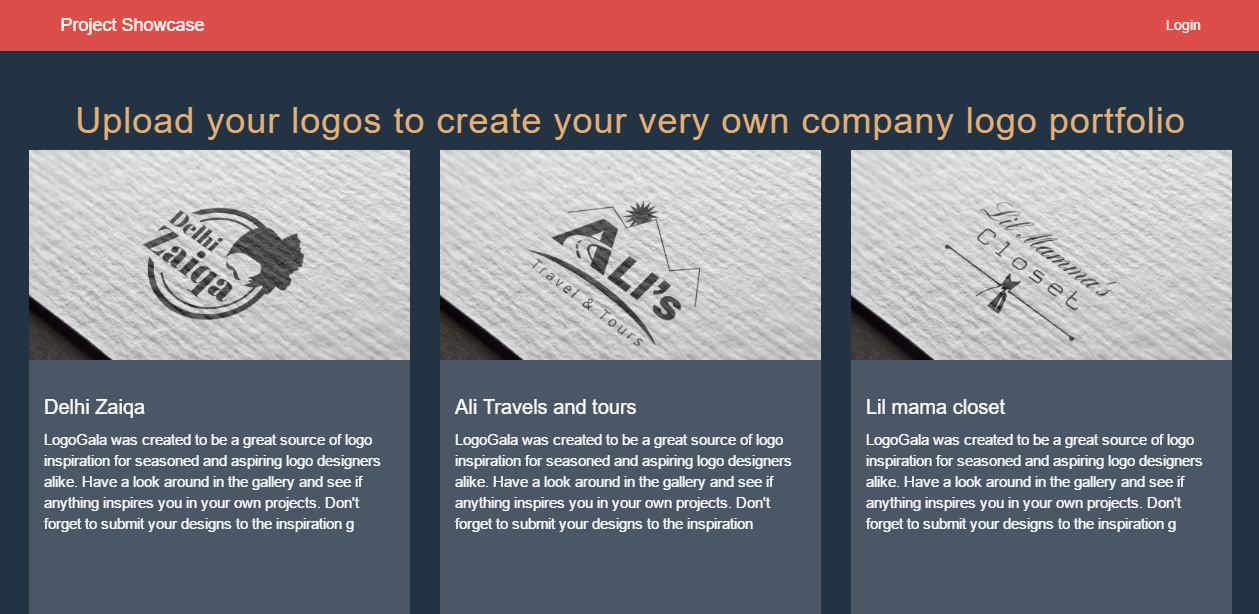 Project Showcase
Login
Upload your logos to create your very own company logo portfolio
Delhi
Zaiqa
ALI's
Travel & Tours
Lil Mamma's
Closet
Delhi Zaiqa
LogoGala was created to be a great source of logo
inspiration for seasoned and aspiring logo designers
alike. Have a look around in the gallery and see if
anything inspires you in your own projects. Don't
forget to submit your designs to the inspiration g
Ali Travels and tours
LogoGala was created to be a great source of logo
inspiration for seasoned and aspiring logo designers
alike. Have a look around in the gallery and see if
anything inspires you in your own projects. Don't
forget to submit your designs to the inspiration
Lil mama closet
LogoGala was created to be a great source of logo
inspiration for seasoned and aspiring logo designers
alike. Have a look around in the gallery and see if
anything inspires you in your own projects. Don't
forget to submit your designs to the inspiration g